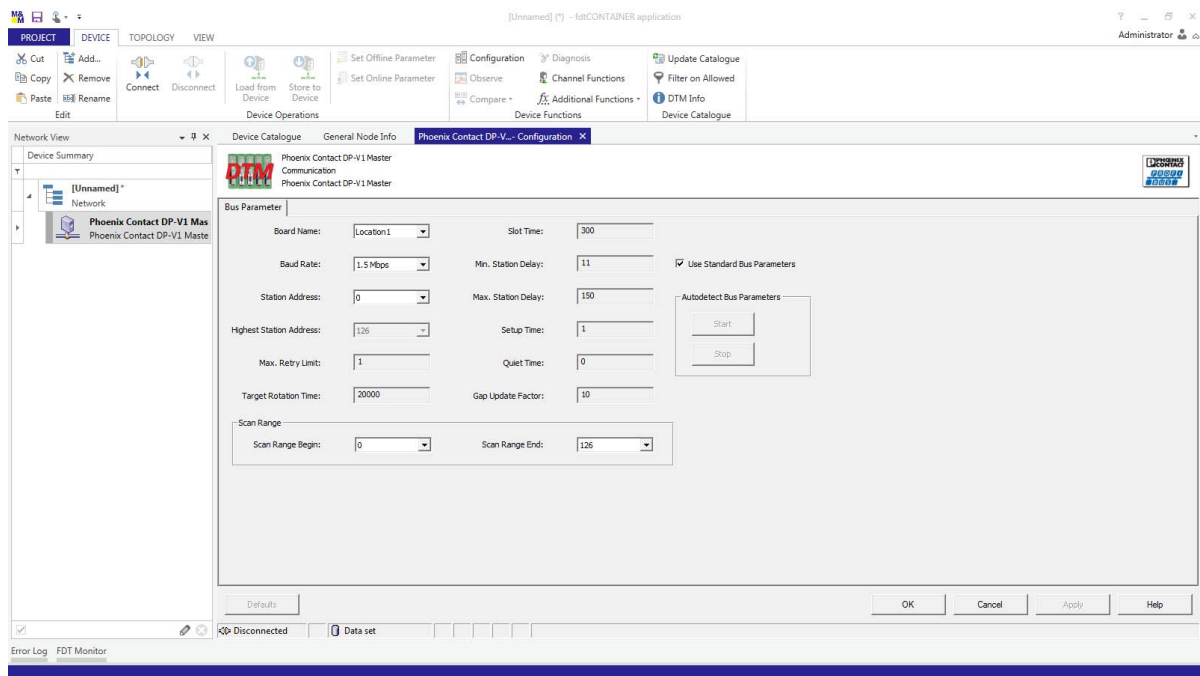 M&M
[Unnamed] (*) - fdtCONTAINER application
PROJECT DEVICE TOPOLOGY VIEW
Administrator
Cut Add... Set Offline Parameter Configuration Diagnosis Update Catalogue
Copy Remove Connect Disconnect Load from Device Store to Device Set Online Parameter Observe Channel Functions Filter on Allowed
Paste Rename Compare Additional Functions DTM Info
Edit Device Operations Device Functions Device Catalogue
Network View Device Catalogue General Node Info Phoenix Contact DP-V...- Configuration
Device Summary
[Unnamed]*
Network
Phoenix Contact DP-V1 Mas
Phoenix Contact DP-V1 Maste
DTM
Phoenix Contact DP-V1 Master
Communication
Phoenix Contact DP-V1 Master
PHOENIX CONTACT
PROFI BUS
Bus Parameter
Board Name: Location1 Slot Time: 300
Baud Rate: 1.5 Mbps Min. Station Delay: 11 Use Standard Bus Parameters
Station Address: 0 Max. Station Delay: 150 Autodetect Bus Parameters
Highest Station Address: 126 Setup Time: 1 Start
Max. Retry Limit: 1 Quiet Time: 0 Stop
Target Rotation Time: 20000 Gap Update Factor: 10
Scan Range
Scan Range Begin: 0 Scan Range End: 126
Defaults OK Cancel Apply Help
Disconnected Data set
Error Log FDT Monitor